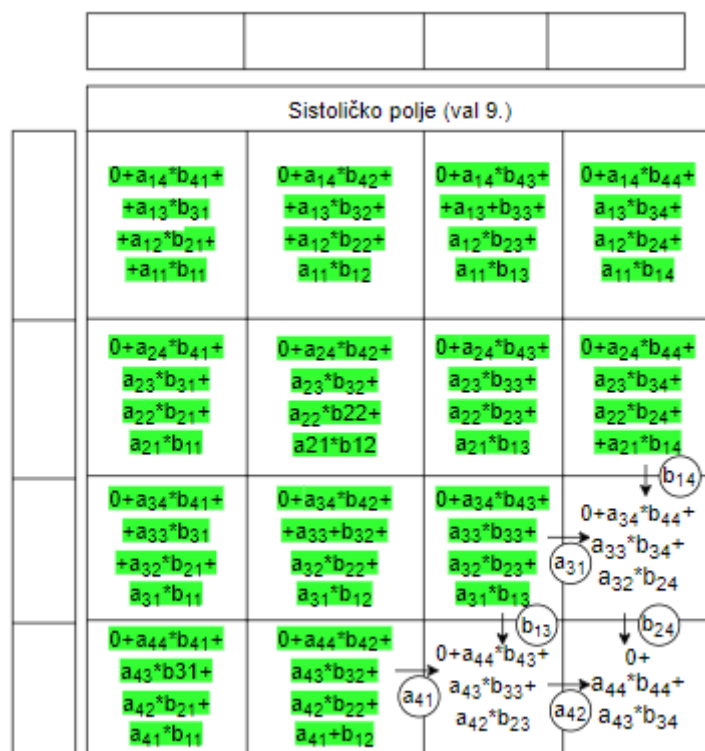 Sistoličko polje (val 9.)
0+a₁₄*b₄₁+
+a₁₃*b₃₁
+a₁₂*b₂₁+
+a₁₁*b₁₁
0+a₁₄*b₄₂+
+a₁₃*b₃₂+
+a₁₂*b₂₂+
a₁₁*b₁₂
0+a₁₄*b₄₃+
+a₁₃+b₃₃+
a₁₂*b₂₃+
a₁₁*b₁₃
0+a₁₄*b₄₄+
a₁₃*b₃₄+
a₁₂*b₂₄+
a₁₁*b₁₄
0+a₂₄*b₄₁+
a₂₃*b₃₁+
a₂₂*b₂₁+
a₂₁*b₁₁
0+a₂₄*b₄₂+
a₂₃*b₃₂+
a₂₂*b22+
a21*b12
0+a₂₄*b₄₃+
a₂₃*b₃₃+
a₂₂*b₂₃+
a₂₁*b₁₃
0+a₂₄*b₄₄+
a₂₃*b₃₄+
a₂₂*b₂₄+
+a₂₁*b₁₄
b₁₄
0+a₃₄*b₄₁+
+a₃₃*b₃₁
+a₃₂*b₂₁+
a₃₁*b₁₁
0+a₃₄*b₄₂+
+a₃₃+b₃₂+
a₃₂*b₂₂+
a₃₁*b₁₂
0+a₃₄*b₄₃+
a₃₃*b₃₃+
a₃₂*b₂₃+
a₃₁*b₁₃
a₃₁
0+a₃₄*b₄₄+
a₃₃*b₃₄+
a₃₂*b₂₄
b₁₃
b₂₄
0+a₄₄*b₄₁+
a₄₃*b31+
a₄₂*b₂₁+
a₄₁*b₁₁
0+a₄₄*b₄₂+
a₄₃*b₃₂+
a₄₂*b₂₂+
a₄₁+b₁₂
a₄₁
0+a₄₄*b₄₃+
a₄₃*b₃₃+
a₄₂*b₂₃
a₄₂
0+
a₄₄*b₄₄+
a₄₃*b₃₄